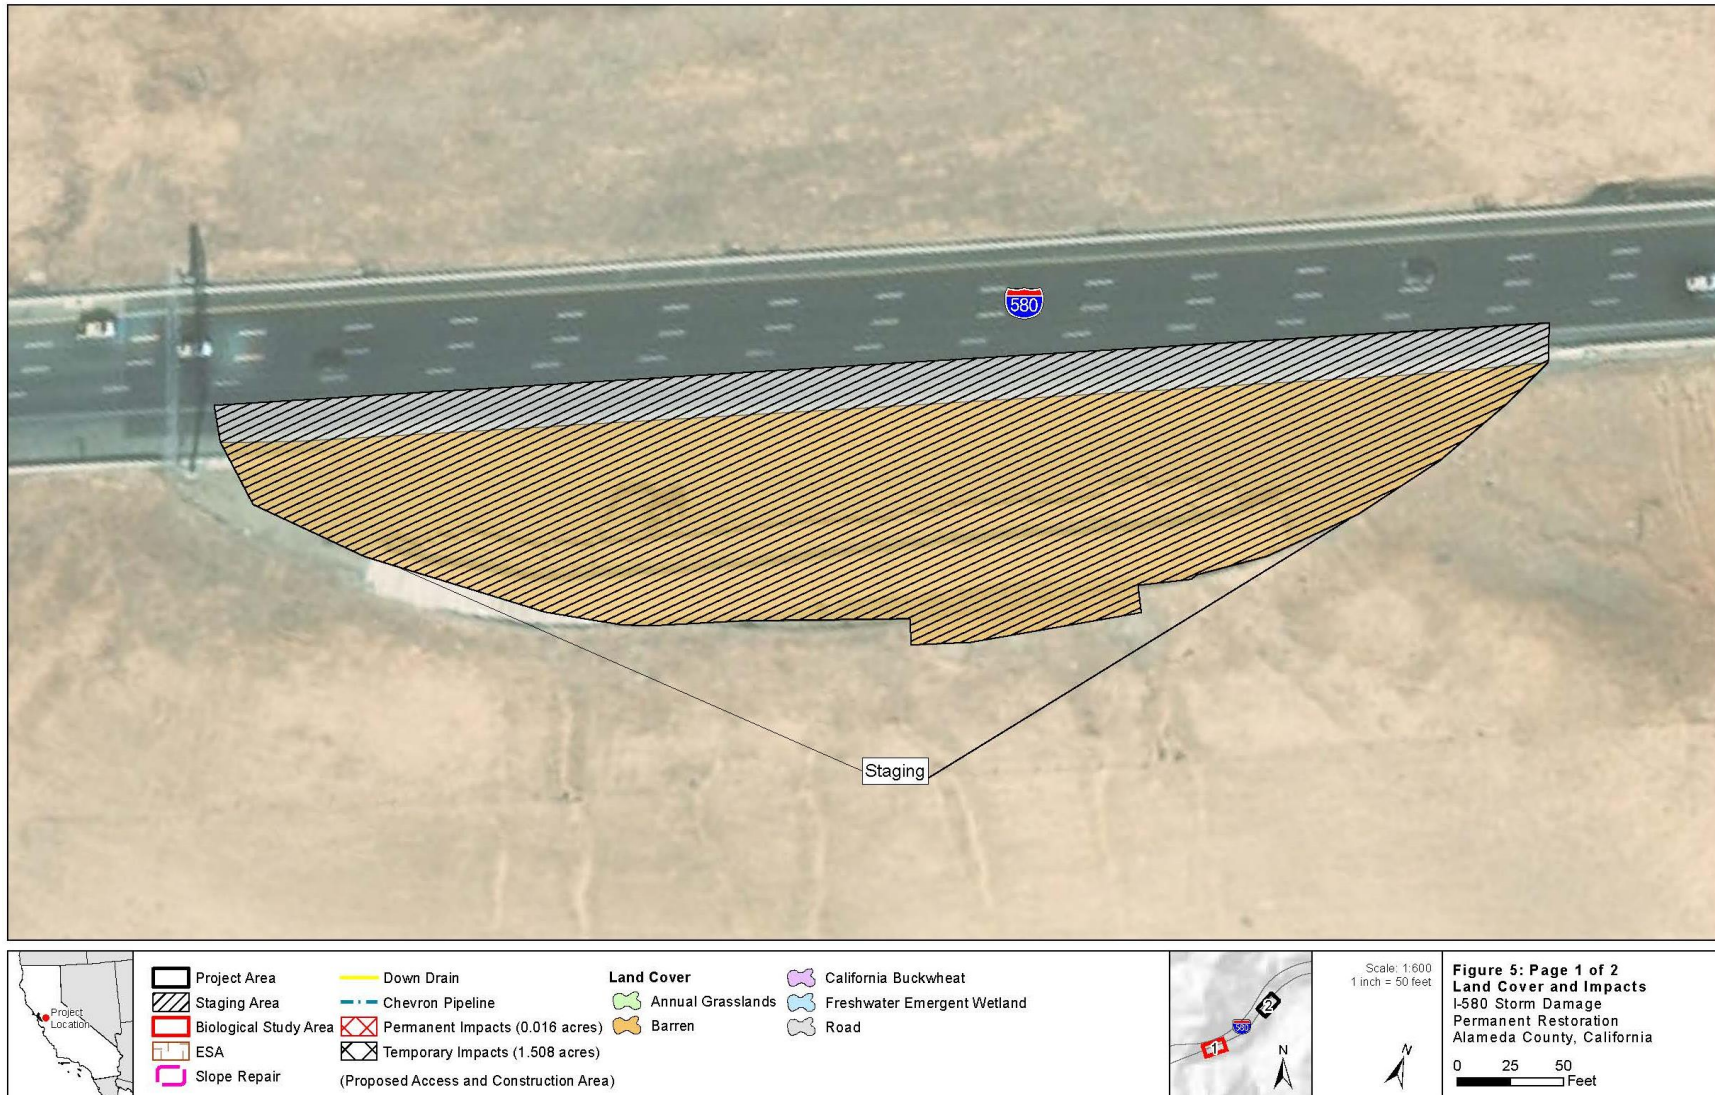 580
Staging
Project
Location
Project Area
Staging Area
Biological Study Area
ESA
Slope Repair
Down Drain
Chevron Pipeline
Permanent Impacts (0.016 acres)
Temporary Impacts (1.508 acres)
(Proposed Access and Construction Area)
Land Cover
Annual Grasslands
Barren
California Buckwheat
Freshwater Emergent Wetland
Road
2
580
1
N
Scale: 1:600
1 inch = 50 feet
N
Figure 5: Page 1 of 2
Land Cover and Impacts
I-580 Storm Damage
Permanent Restoration
Alameda County, California
0 25 50
Feet